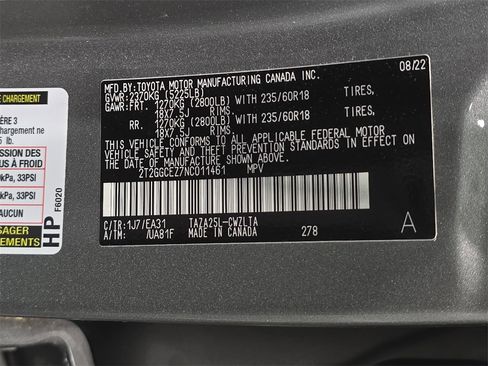 MFD.BY:TOYOTA MOTOR MANUFACTURING CANADA INC.
08/22
GVWR:2370KG (5225LB)
GAWR:FRT. 1270KG (2800LB) WITH 235/60R18 TIRES,
18X7.5J RIMS.
RR. 1270KG (2800LB) WITH 235/60R18 TIRES,
18X7.5J RIMS.
THIS VEHICLE CONFORMS TO ALL APPLICABLE FEDERAL MOTOR
VEHICLE SAFETY STANDARDS IN EFFECT ON THE DATE OF
MANUFACTURE SHOWN ABOVE.
2T2GGCEZ7NC011461 MPV
C/TR:1J7/EA31 TAZA25L-CWZLTA
A/TM: /UA81F MADE IN CANADA 278
A
CHARGEMENT
ÈRE 3
chargement ne
lb.
SSION DES
US À FROID
kPa, 33PSI
kPa, 33PSI
AUCUN
SAGER
EMENTS
HP
F6020